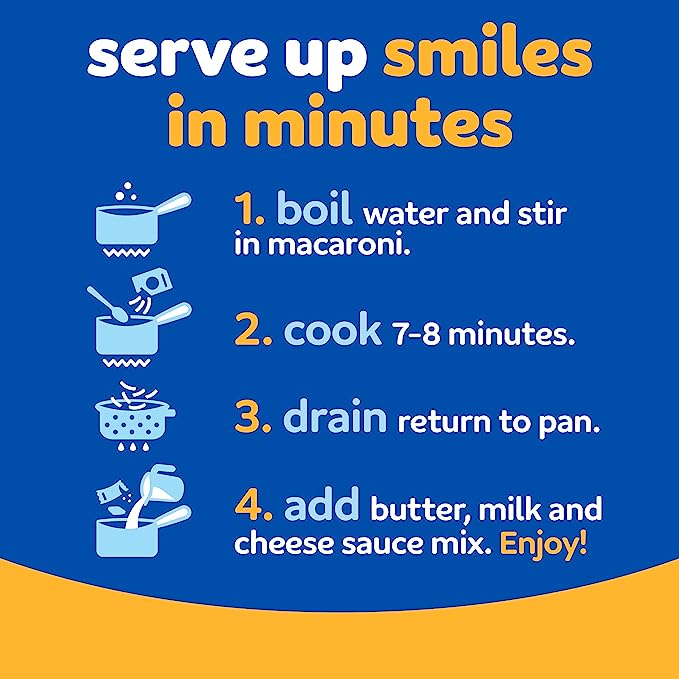 serve up smiles
in minutes
1. boil water and stir
in macaroni.
2. cook 7-8 minutes.
3. drain return to pan.
4. add butter, milk and
cheese sauce mix. Enjoy!